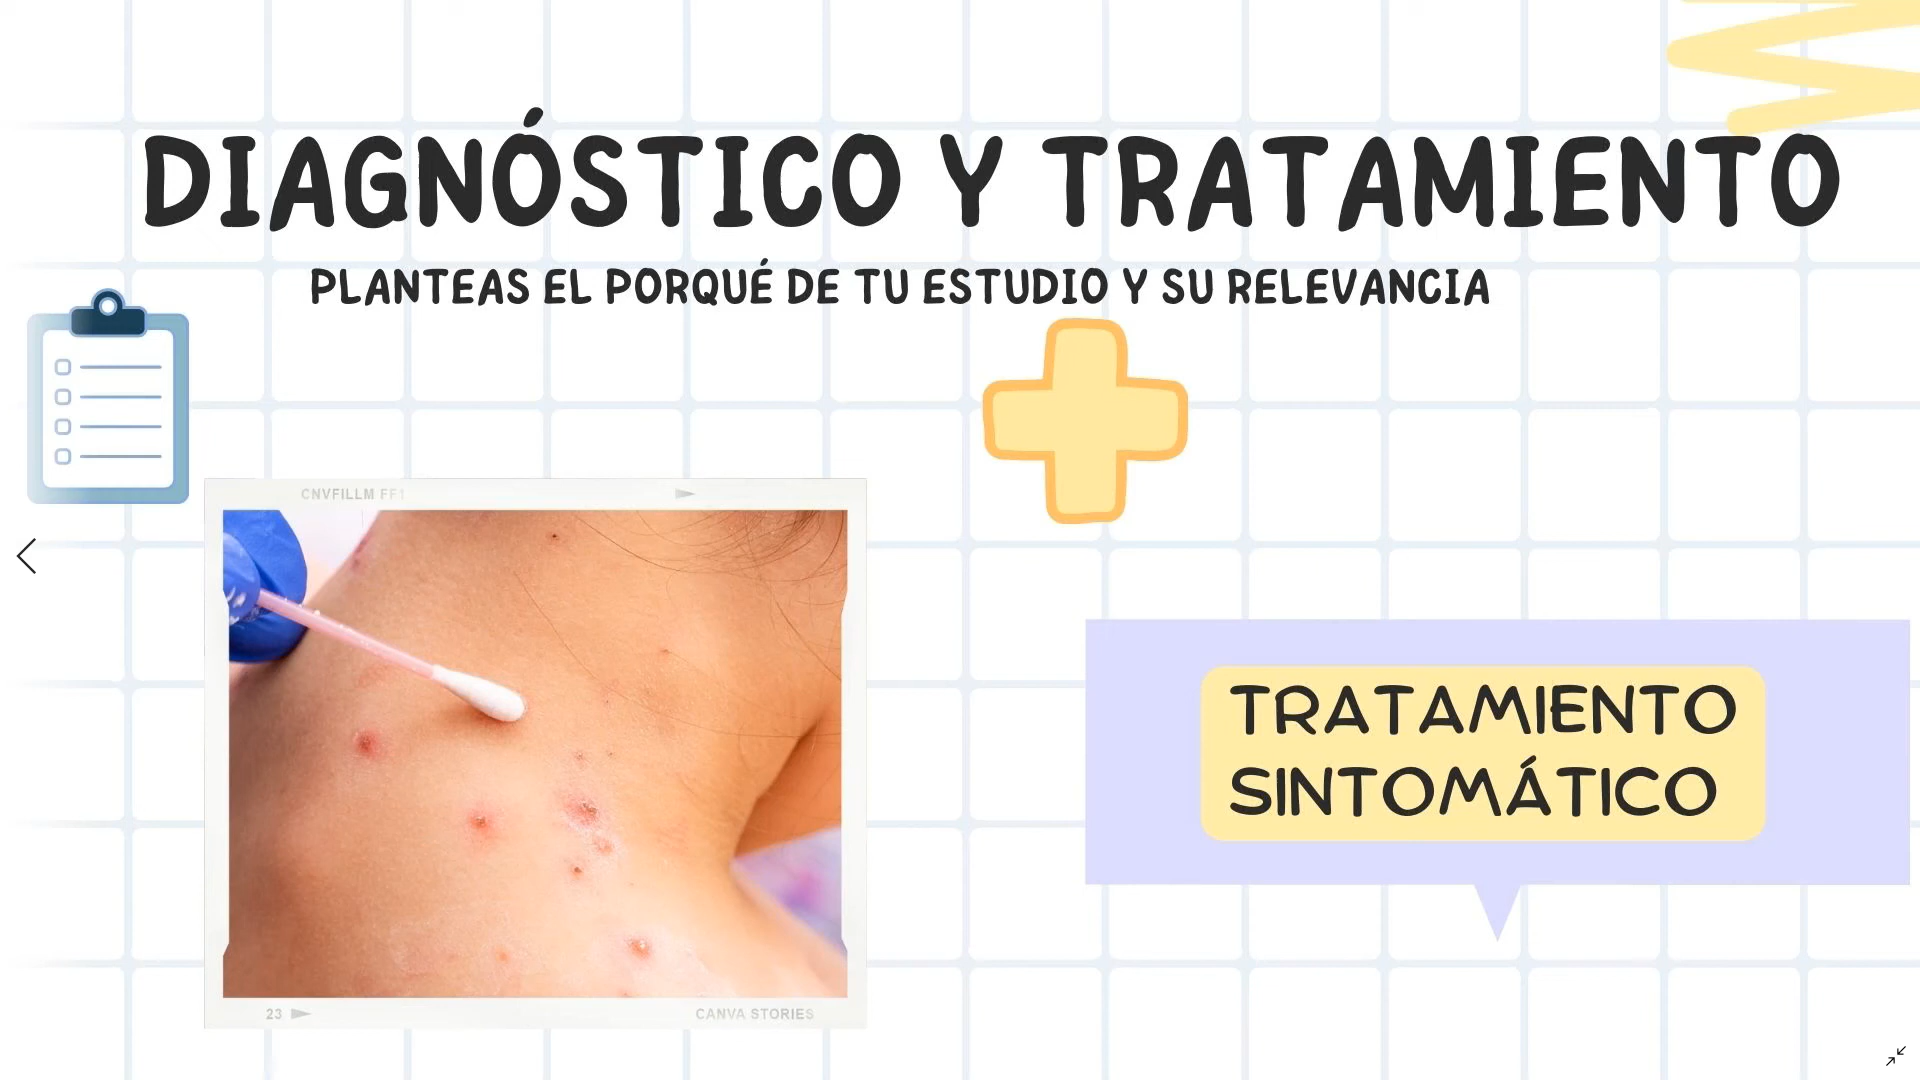 DIAGNÓSTICO Y TRATAMIENTO
PLANTEAS EL PORQUÉ DE TU ESTUDIO Y SU RELEVANCIA
CNVFILLM FF1
TRATAMIENTO
SINTOMÁTICO
23
CANVA STORIES